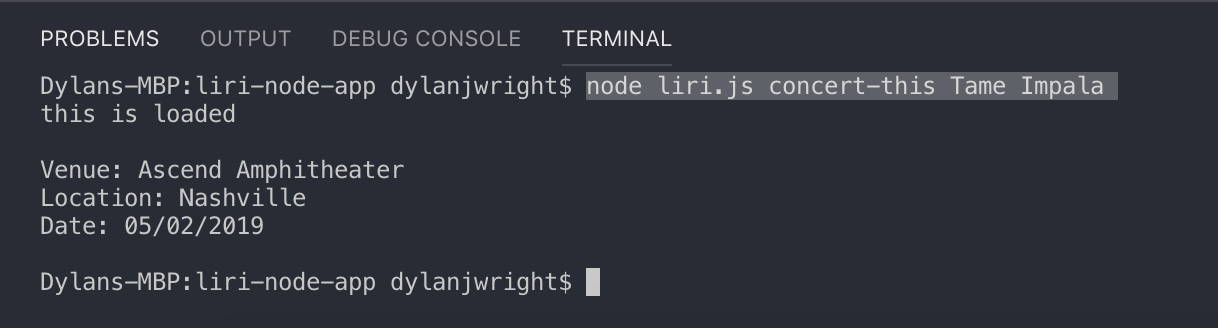 PROBLEMS OUTPUT DEBUG CONSOLE TERMINAL
Dylans-MBP:liri-node-app dylanjwright$ node liri.js concert-this Tame Impala
this is loaded
Venue: Ascend Amphitheater
Location: Nashville
Date: 05/02/2019
Dylans-MBP:liri-node-app dylanjwright$